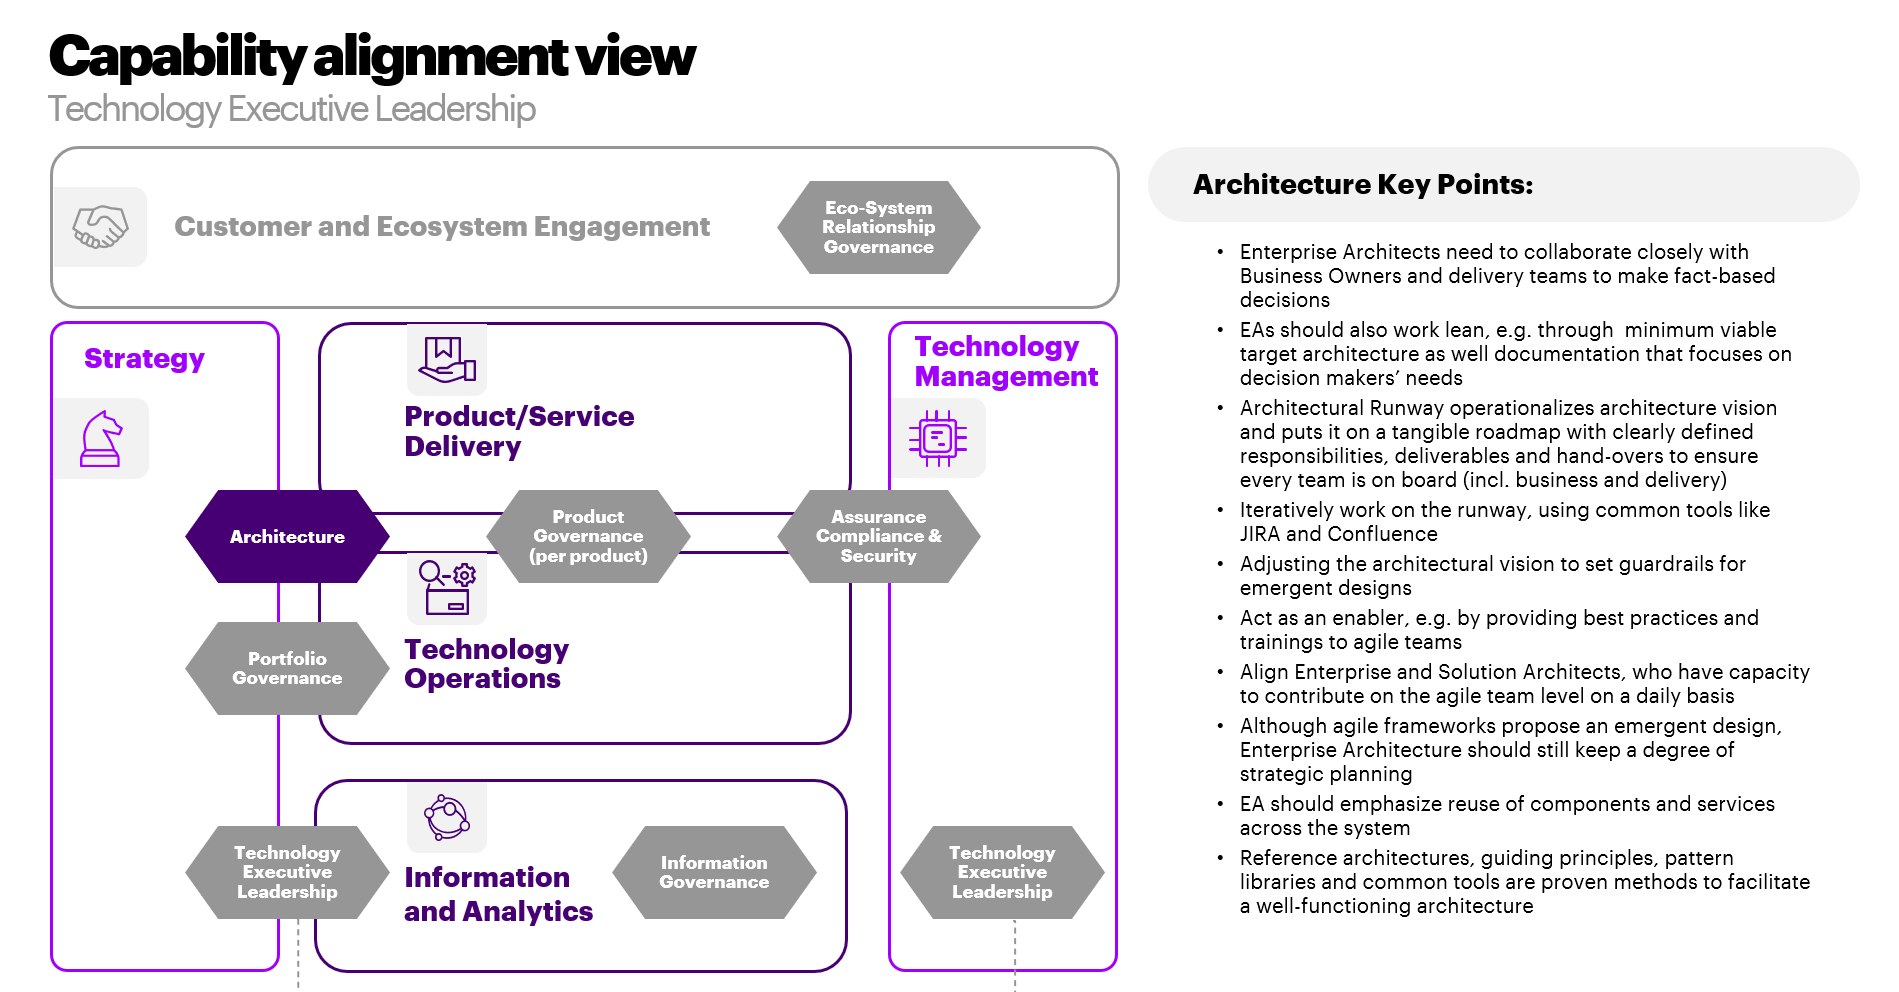 Capability alignment view
Technology Executive Leadership
Customer and Ecosystem Engagement
Eco-System
Relationship
Governance
Strategy
Product/Service
Delivery
Technology
Management
Architecture
Product
Governance
(per product)
Assurance
Compliance &
Security
Portfolio
Governance
Technology
Operations
Technology
Executive
Leadership
Information
and Analytics
Information
Governance
Technology
Executive
Leadership
Architecture Key Points:
• Enterprise Architects need to collaborate closely with
Business Owners and delivery teams to make fact-based
decisions
• EAs should also work lean, e.g. through  minimum viable
target architecture as well documentation that focuses on
decision makers’ needs
• Architectural Runway operationalizes architecture vision
and puts it on a tangible roadmap with clearly defined
responsibilities, deliverables and hand-overs to ensure
every team is on board (incl. business and delivery)
• Iteratively work on the runway, using common tools like
JIRA and Confluence
• Adjusting the architectural vision to set guardrails for
emergent designs
• Act as an enabler, e.g. by providing best practices and
trainings to agile teams
• Align Enterprise and Solution Architects, who have capacity
to contribute on the agile team level on a daily basis
• Although agile frameworks propose an emergent design,
Enterprise Architecture should still keep a degree of
strategic planning
• EA should emphasize reuse of components and services
across the system
• Reference architectures, guiding principles, pattern
libraries and common tools are proven methods to facilitate
a well-functioning architecture